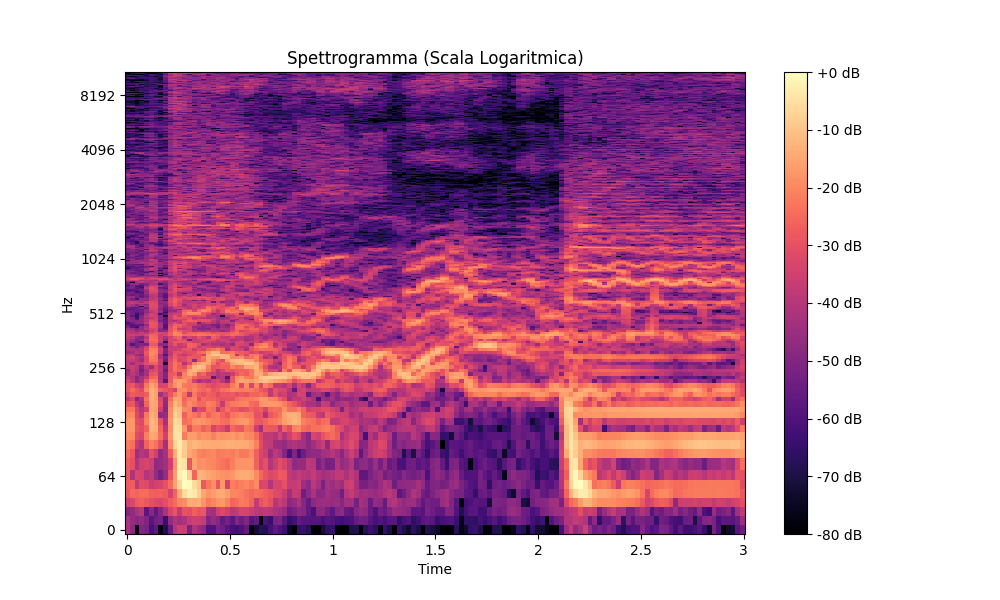 Spettrogramma (Scala Logaritmica)
Hz
8192
4096
2048
1024
512
256
128
64
0
0 0.5 1 1.5 2 2.5 3
Time
+0 dB
-10 dB
-20 dB
-30 dB
-40 dB
-50 dB
-60 dB
-70 dB
-80 dB